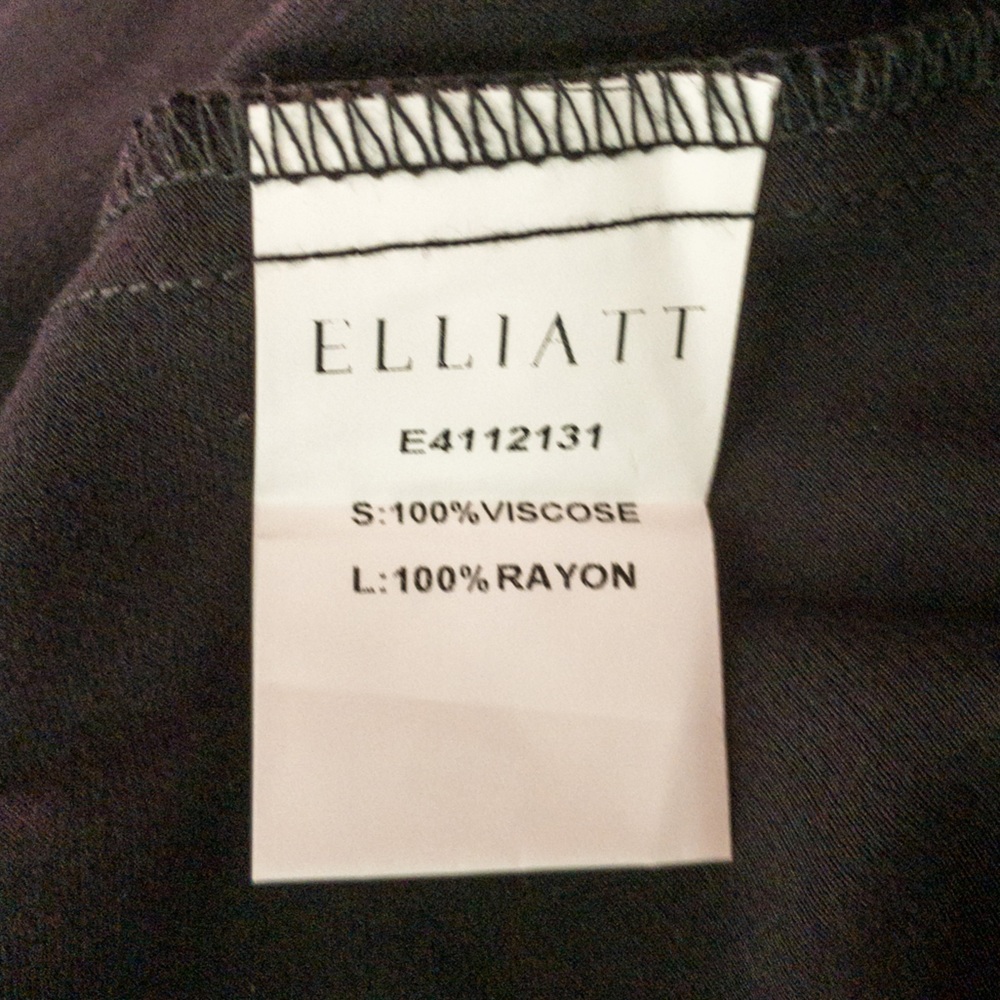 ELLIATT
E4112131
S:100%VISCOSE
L:100%RAYON